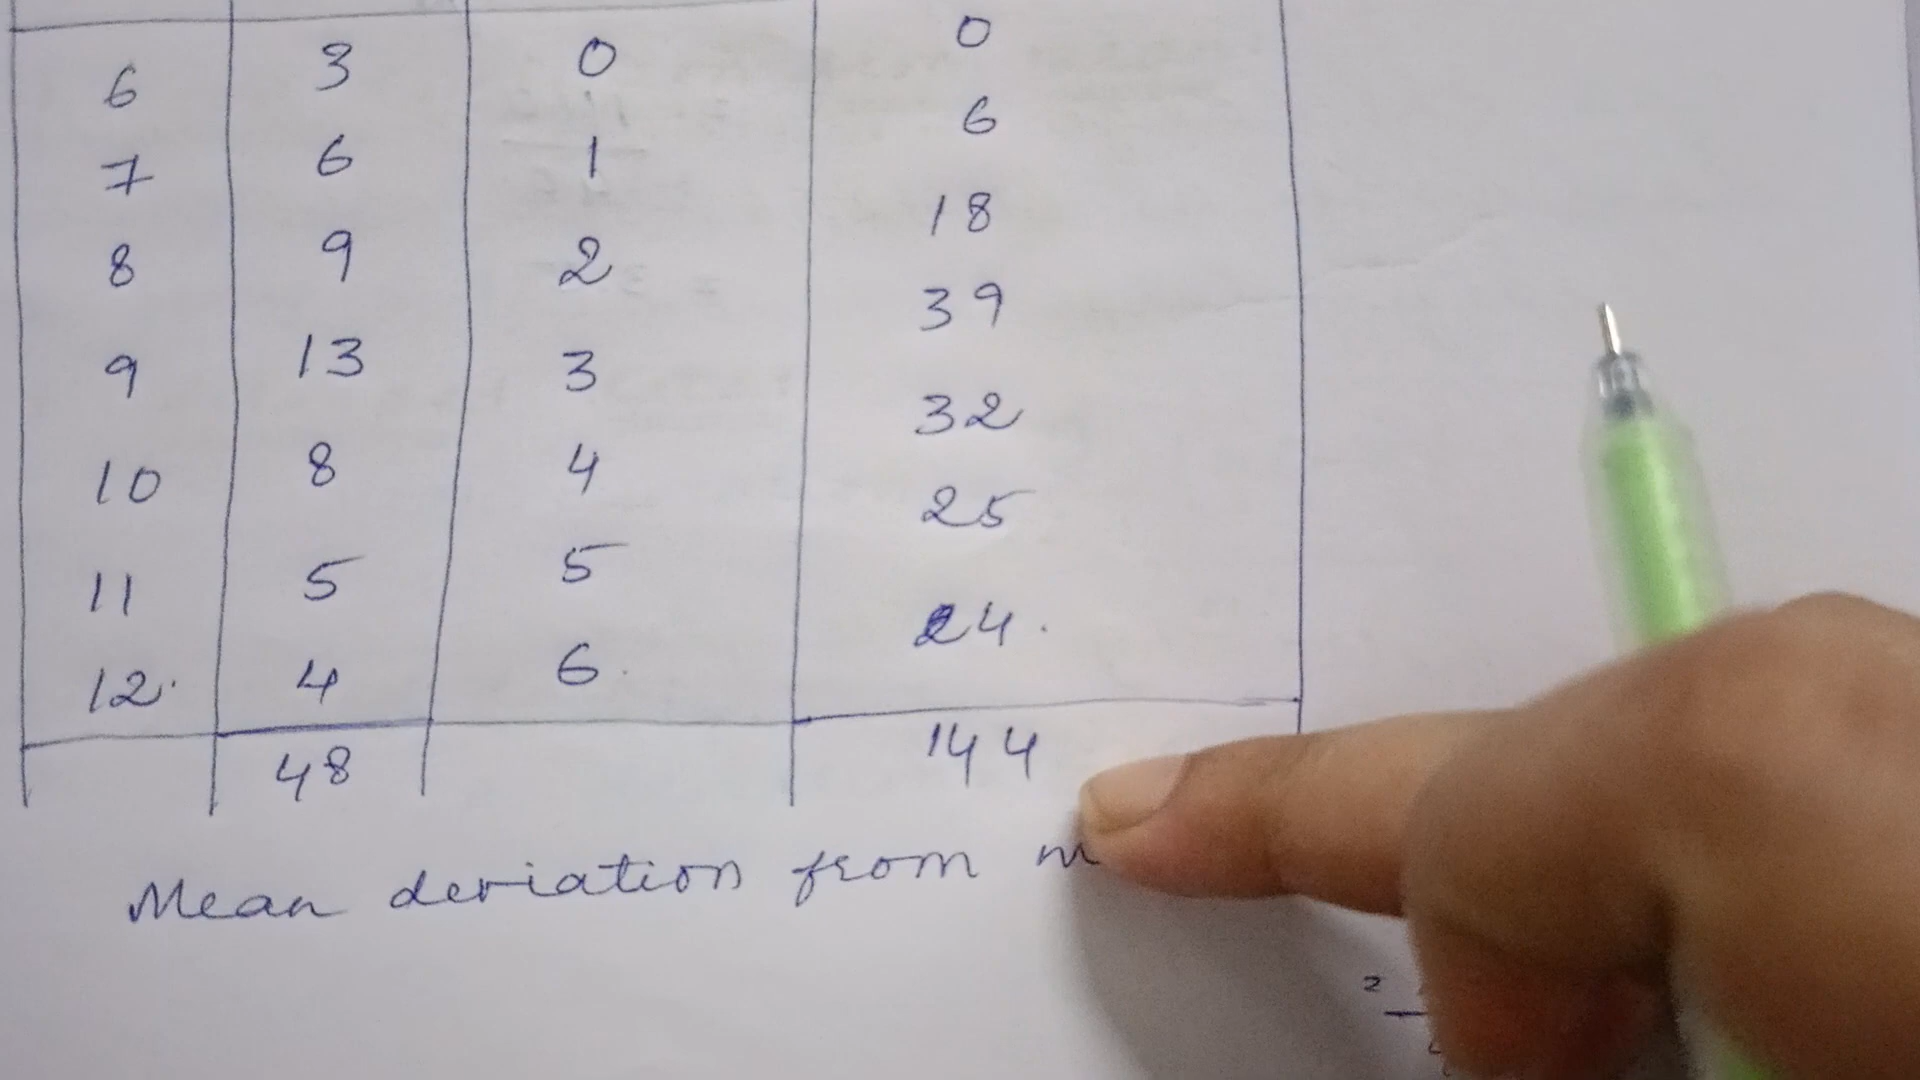 6 3 0 0
7 6 1 6
8 9 2 18
9 13 3 39
10 8 4 32
11 5 5 25
12. 4 6. 24.
48 144
Mean deviation from
2